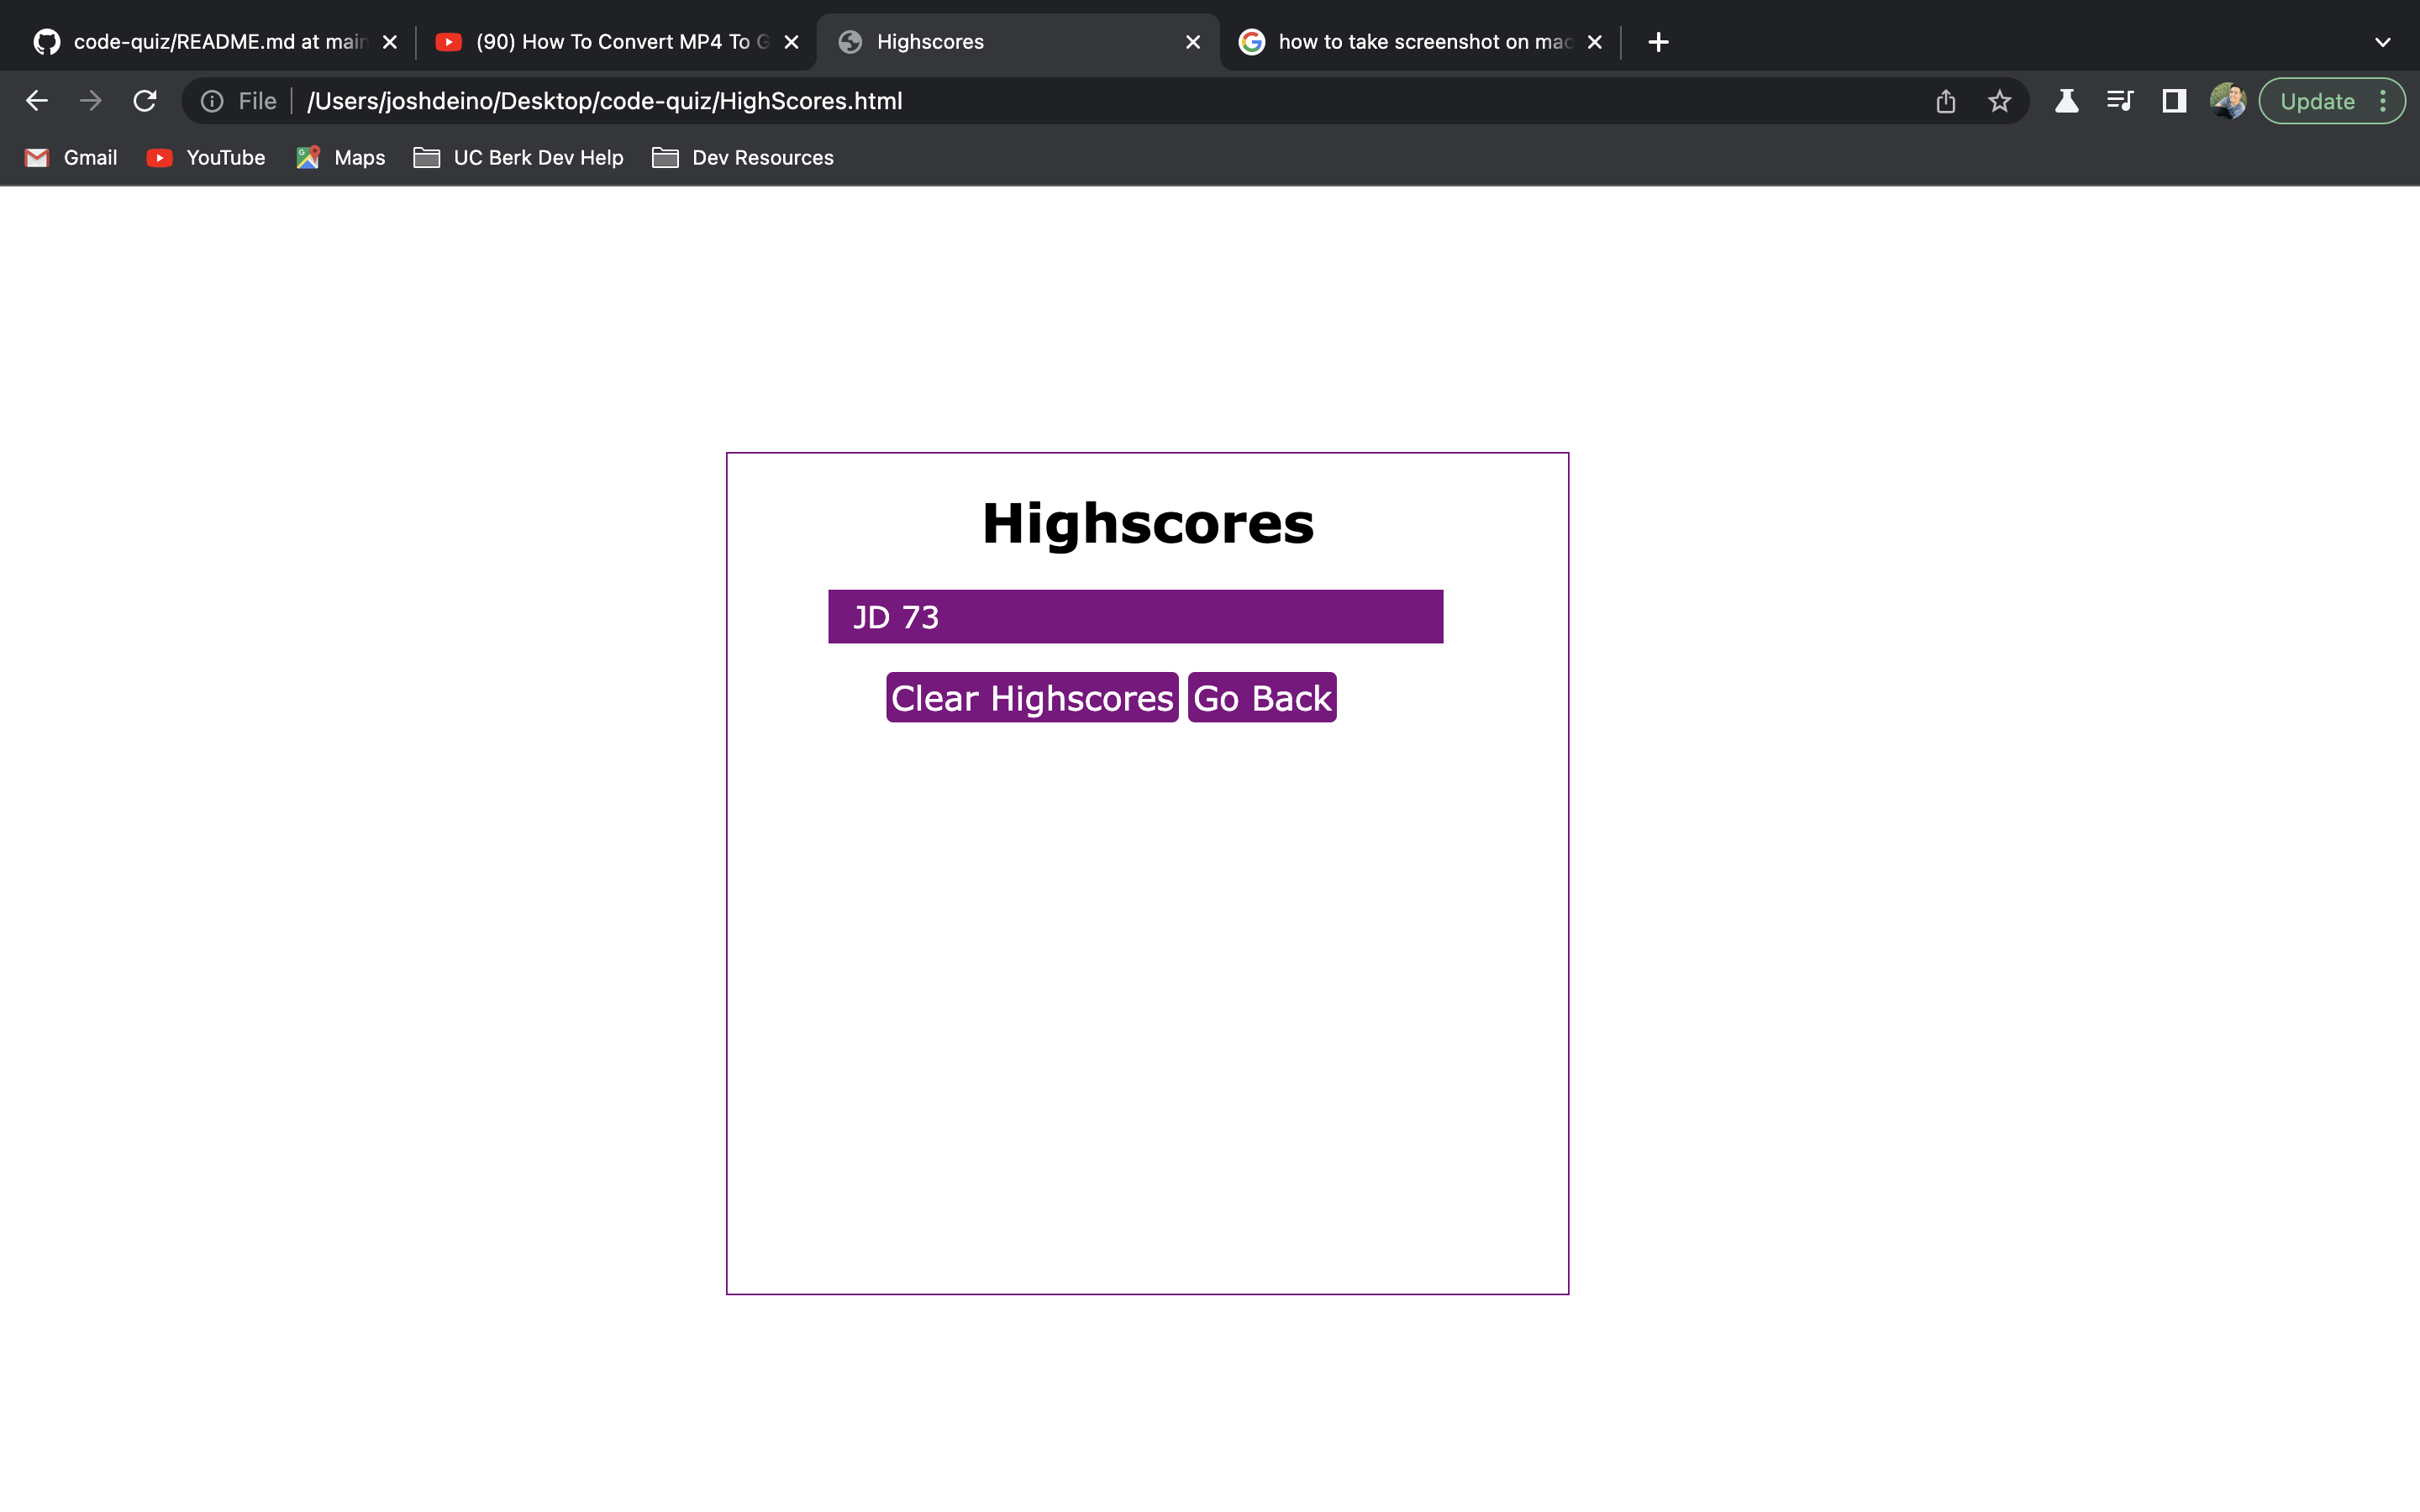 code-quiz/README.md at main
(90) How To Convert MP4 To G
Highscores
how to take screenshot on mac
File
/Users/joshdeino/Desktop/code-quiz/HighScores.html
Update
Gmail
YouTube
Maps
UC Berk Dev Help
Dev Resources
Highscores
JD 73
Clear Highscores
Go Back